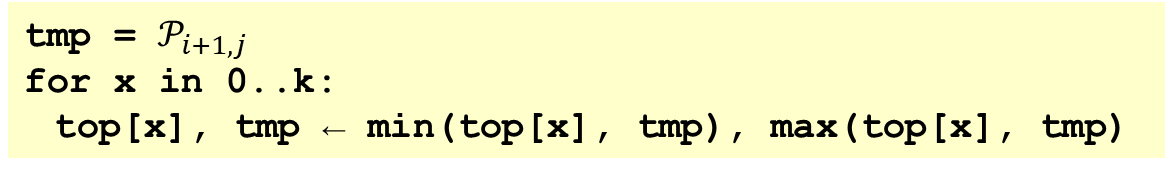 tmp = 𝒫i+1,j
for x in 0..k:
top[x], tmp ← min(top[x], tmp), max(top[x], tmp)